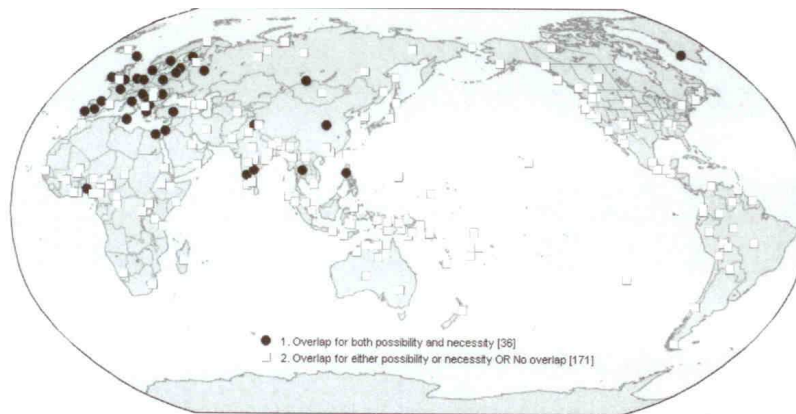 1. Overlap for both possibility and necessity [36]
2. Overlap for either possibility or necessity OR No overlap [171]